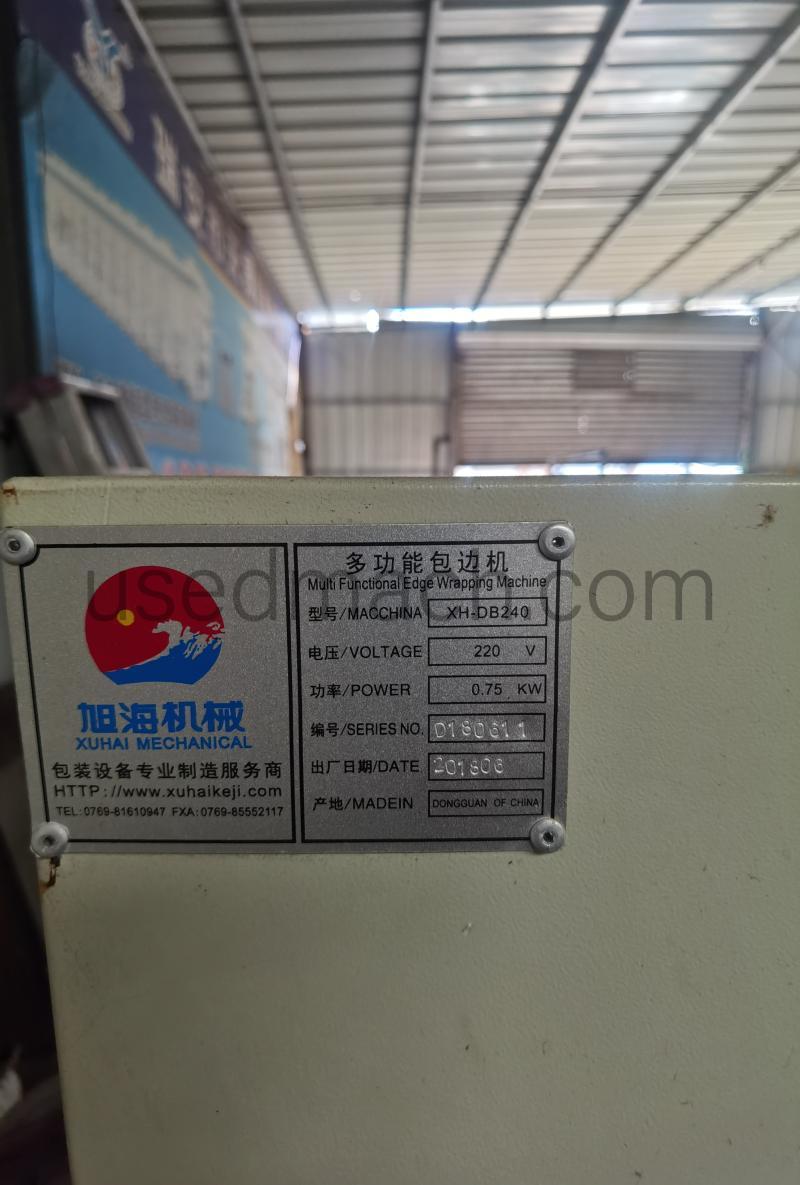 旭海机械
XUHAI MECHANICAL
包装设备专业制造服务商
HTTP://www.xuhaikeji.com
TEL:0769-81610947 FXA:0769-85552117
多功能包边机
Multi Functional Edge Wrapping Machine
型号/MACCHINA XH-DB240
电压/VOLTAGE 220 V
功率/POWER 0.75 KW
编号/SERIES NO. D180611
出厂日期/DATE 201806
产地/MADEIN DONGGUAN OF CHINA
usedmach.com